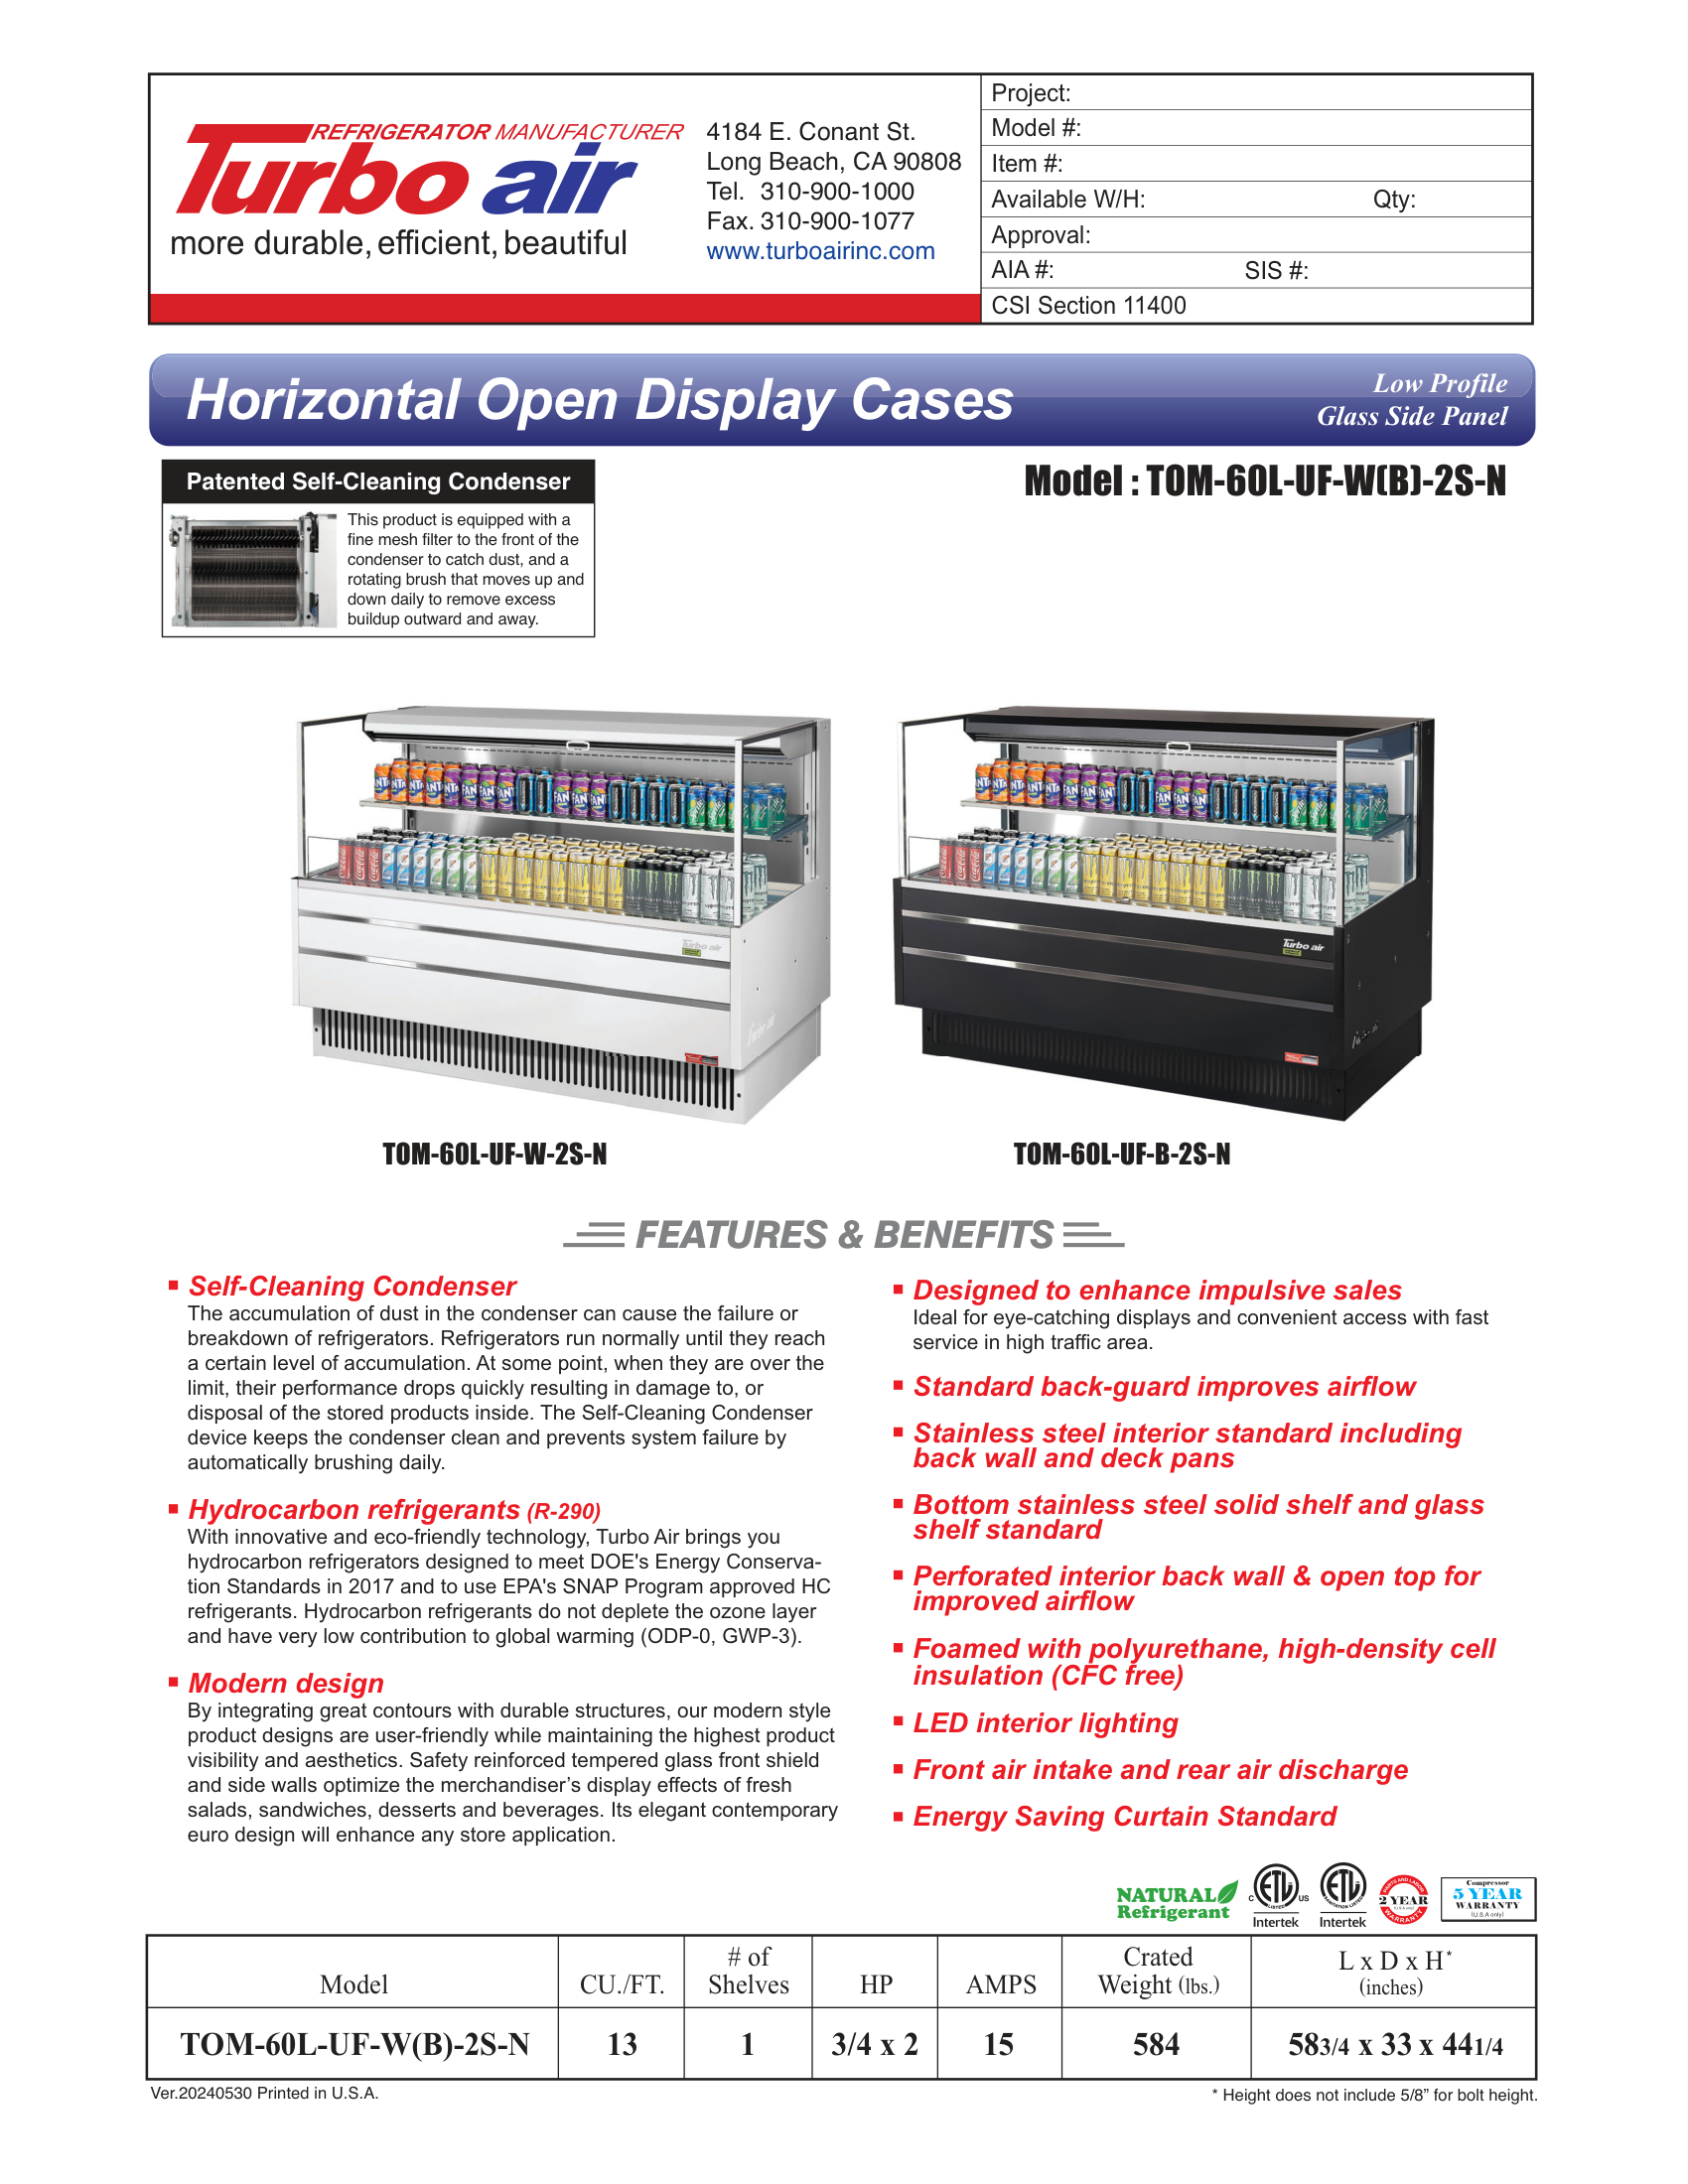 REFRIGERATOR MANUFACTURER
Turbo air
more durable, efficient, beautiful
4184 E. Conant St.
Long Beach, CA 90808
Tel. 310-900-1000
Fax. 310-900-1077
www.turboairinc.com
Project:
Model #:
Item #:
Available W/H: Qty:
Approval:
AIA #: SIS #:
CSI Section 11400
Horizontal Open Display Cases
Low Profile
Glass Side Panel
Patented Self-Cleaning Condenser
This product is equipped with a
fine mesh filter to the front of the
condenser to catch dust, and a
rotating brush that moves up and
down daily to remove excess
buildup outward and away.
Model : TOM-60L-UF-W(B)-2S-N
Turbo air
Turbo air
TOM-60L-UF-W-2S-N
TOM-60L-UF-B-2S-N
FEATURES & BENEFITS
▪ Self-Cleaning Condenser
The accumulation of dust in the condenser can cause the failure or
breakdown of refrigerators. Refrigerators run normally until they reach
a certain level of accumulation. At some point, when they are over the
limit, their performance drops quickly resulting in damage to, or
disposal of the stored products inside. The Self-Cleaning Condenser
device keeps the condenser clean and prevents system failure by
automatically brushing daily.
▪ Hydrocarbon refrigerants (R-290)
With innovative and eco-friendly technology, Turbo Air brings you
hydrocarbon refrigerators designed to meet DOE's Energy Conserva-
tion Standards in 2017 and to use EPA's SNAP Program approved HC
refrigerants. Hydrocarbon refrigerants do not deplete the ozone layer
and have very low contribution to global warming (ODP-0, GWP-3).
▪ Modern design
By integrating great contours with durable structures, our modern style
product designs are user-friendly while maintaining the highest product
visibility and aesthetics. Safety reinforced tempered glass front shield
and side walls optimize the merchandiser’s display effects of fresh
salads, sandwiches, desserts and beverages. Its elegant contemporary
euro design will enhance any store application.
▪ Designed to enhance impulsive sales
Ideal for eye-catching displays and convenient access with fast
service in high traffic area.
▪ Standard back-guard improves airflow
▪ Stainless steel interior standard including
back wall and deck pans
▪ Bottom stainless steel solid shelf and glass
shelf standard
▪ Perforated interior back wall & open top for
improved airflow
▪ Foamed with polyurethane, high-density cell
insulation (CFC free)
▪ LED interior lighting
▪ Front air intake and rear air discharge
▪ Energy Saving Curtain Standard
NATURAL
Refrigerant
C ETL US
LISTED
Intertek
ETL
SANITATION LISTED
Intertek
PARTS AND LABOR
2 YEAR
(U.S.A only)
WARRANTY
Compressor
5 YEAR
WARRANTY
(U.S.A only)
Model CU./FT. # of Shelves HP AMPS Crated Weight (lbs.) L x D x H* (inches)
TOM-60L-UF-W(B)-2S-N 13 1 3/4 x 2 15 584 583/4 x 33 x 441/4
Ver.20240530 Printed in U.S.A.
* Height does not include 5/8” for bolt height.